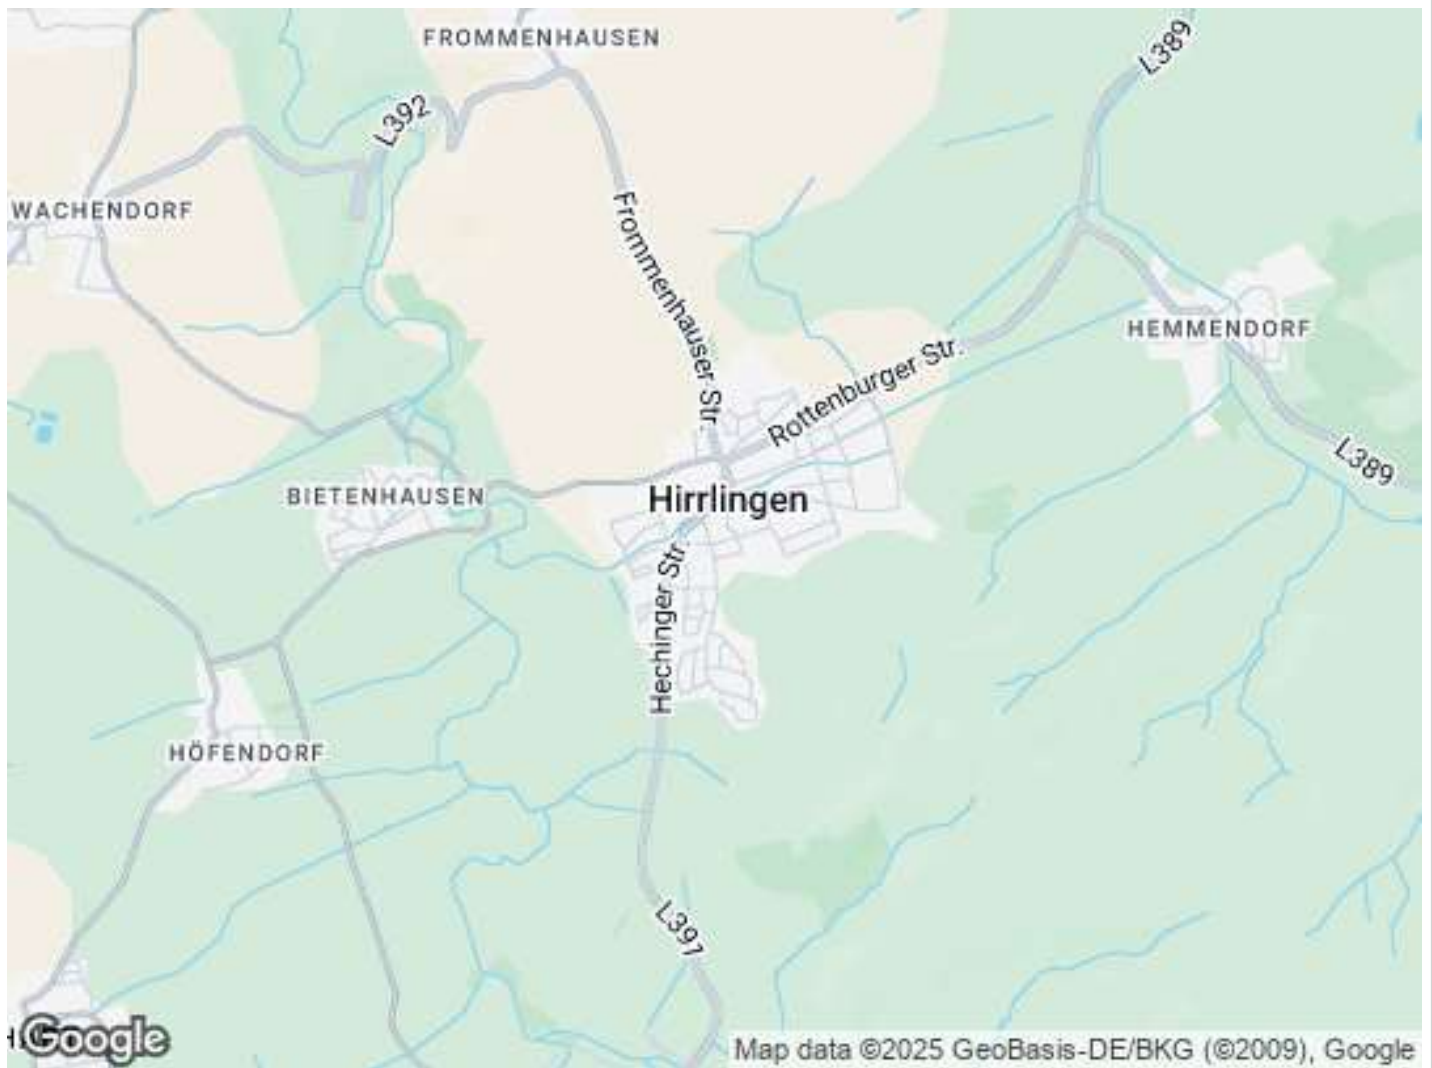 FROMMENHAUSEN
L389
L392
WACHENDORF
Frommenhauser Str.
HEMMENDORF
Rottenburger Str.
L389
BIETENHAUSEN
Hirrlingen
Hechinger Str.
HÖFENDORF
L391
Google
Map data ©2025 GeoBasis-DE/BKG (©2009), Google